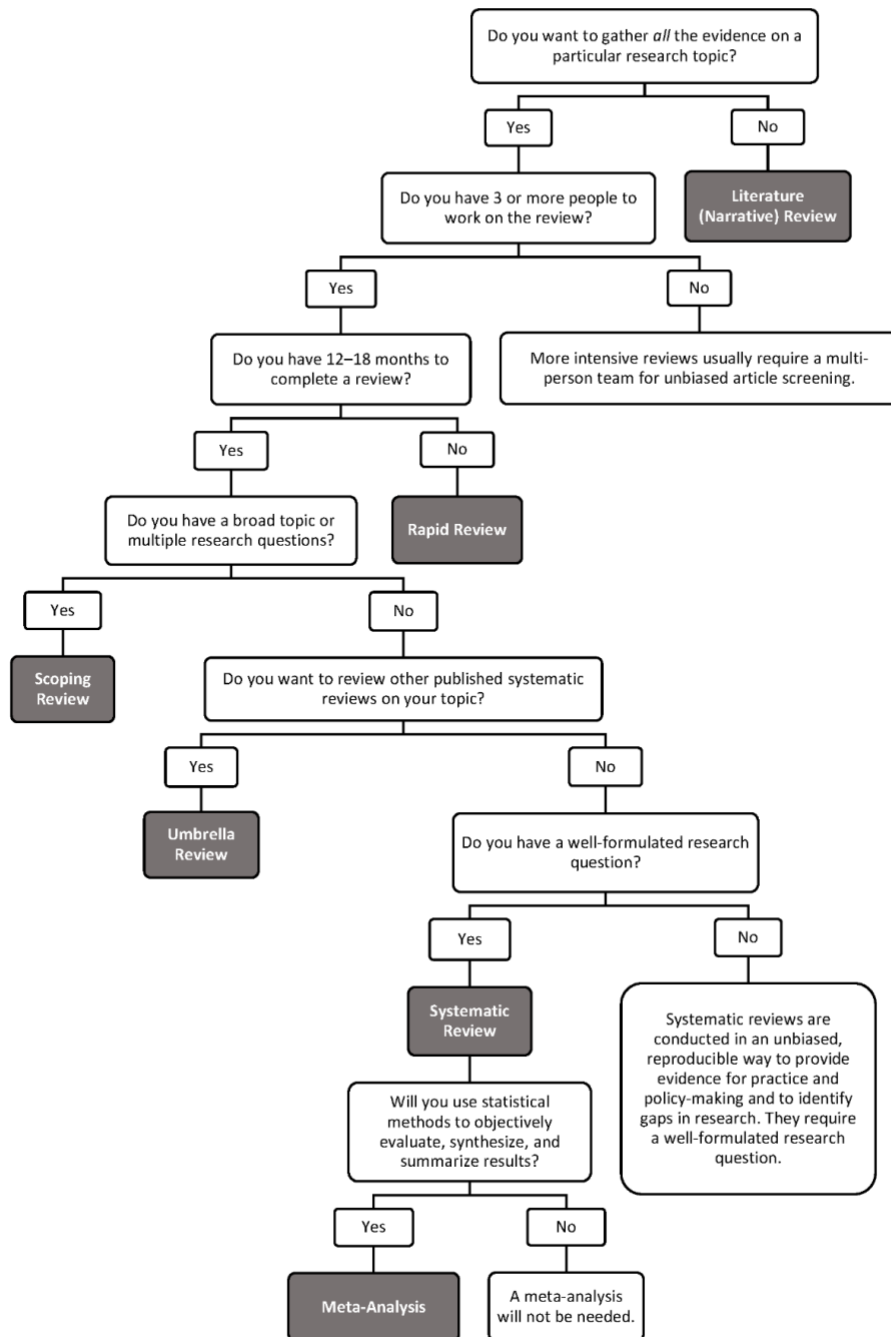 Do you want to gather all the evidence on a
particular research topic?
Yes
No
Do you have 3 or more people to
work on the review?
Literature
(Narrative) Review
Yes
No
Do you have 12–18 months to
complete a review?
More intensive reviews usually require a multi-
person team for unbiased article screening.
Yes
No
Do you have a broad topic or
multiple research questions?
Rapid Review
Yes
No
Scoping
Review
Do you want to review other published systematic
reviews on your topic?
Yes
No
Umbrella
Review
Do you have a well-formulated research
question?
Yes
No
Systematic
Review
Systematic reviews are
conducted in an unbiased,
reproducible way to provide
evidence for practice and
policy-making and to identify
gaps in research. They require
a well-formulated research
question.
Will you use statistical
methods to objectively
evaluate, synthesize, and
summarize results?
Yes
No
Meta-Analysis
A meta-analysis
will not be needed.